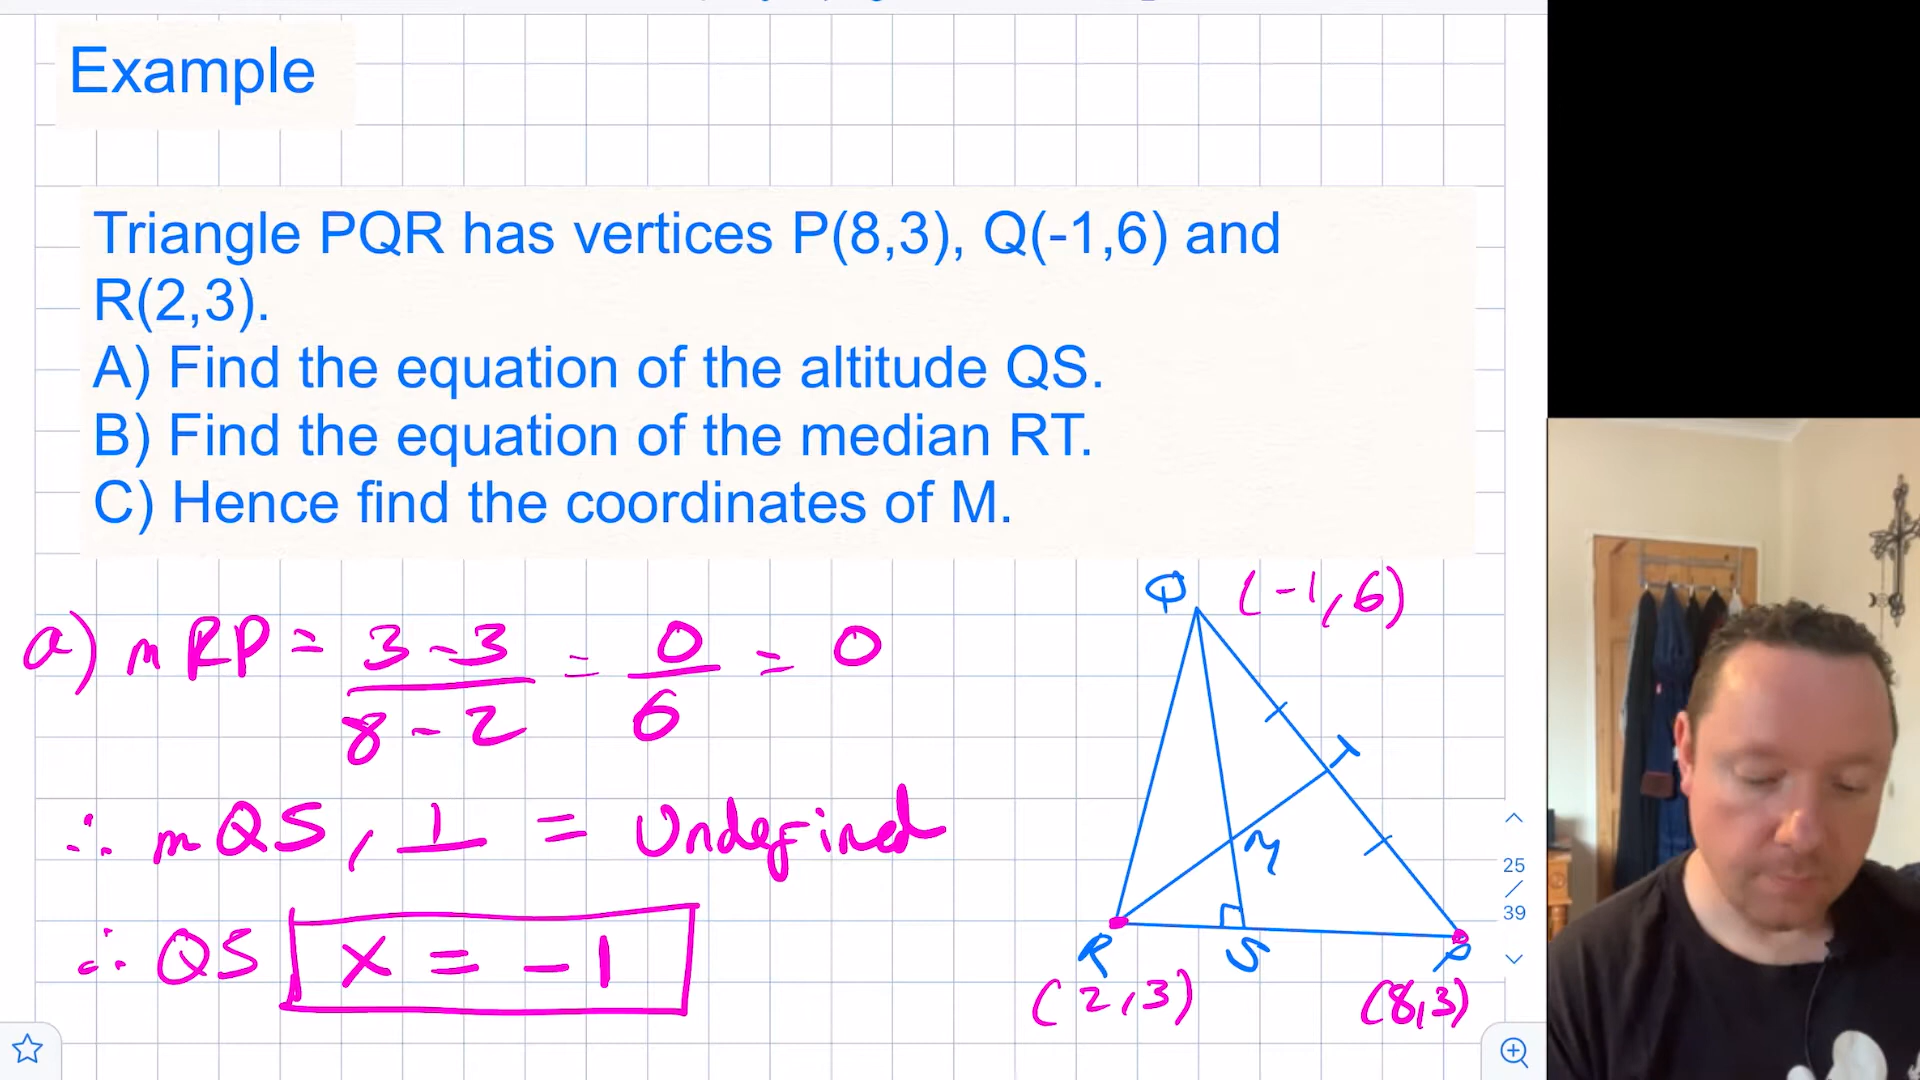 Example
Triangle PQR has vertices P(8,3), Q(-1,6) and
R(2,3).
A) Find the equation of the altitude QS.
B) Find the equation of the median RT.
C) Hence find the coordinates of M.
a) mRP = 3-3/8-2 = 0/6 = 0
∴ mQS, 1/ = Undefined
∴ QS x = -1
Q (-1,6)
T
M
R S P
(2,3) (8,3)
25
/
39